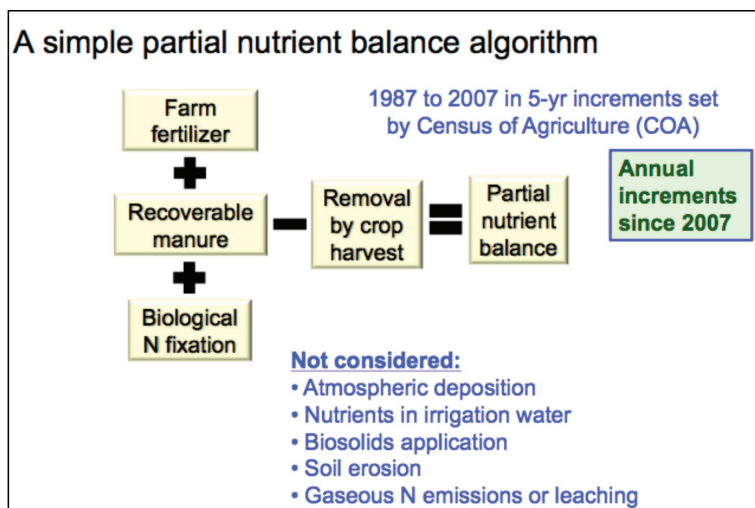 A simple partial nutrient balance algorithm
Farm
fertilizer
1987 to 2007 in 5-yr increments set
by Census of Agriculture (COA)
Annual
increments
since 2007
Recoverable
manure
Removal
by crop
harvest
Partial
nutrient
balance
Biological
N fixation
Not considered:
• Atmospheric deposition
• Nutrients in irrigation water
• Biosolids application
• Soil erosion
• Gaseous N emissions or leaching